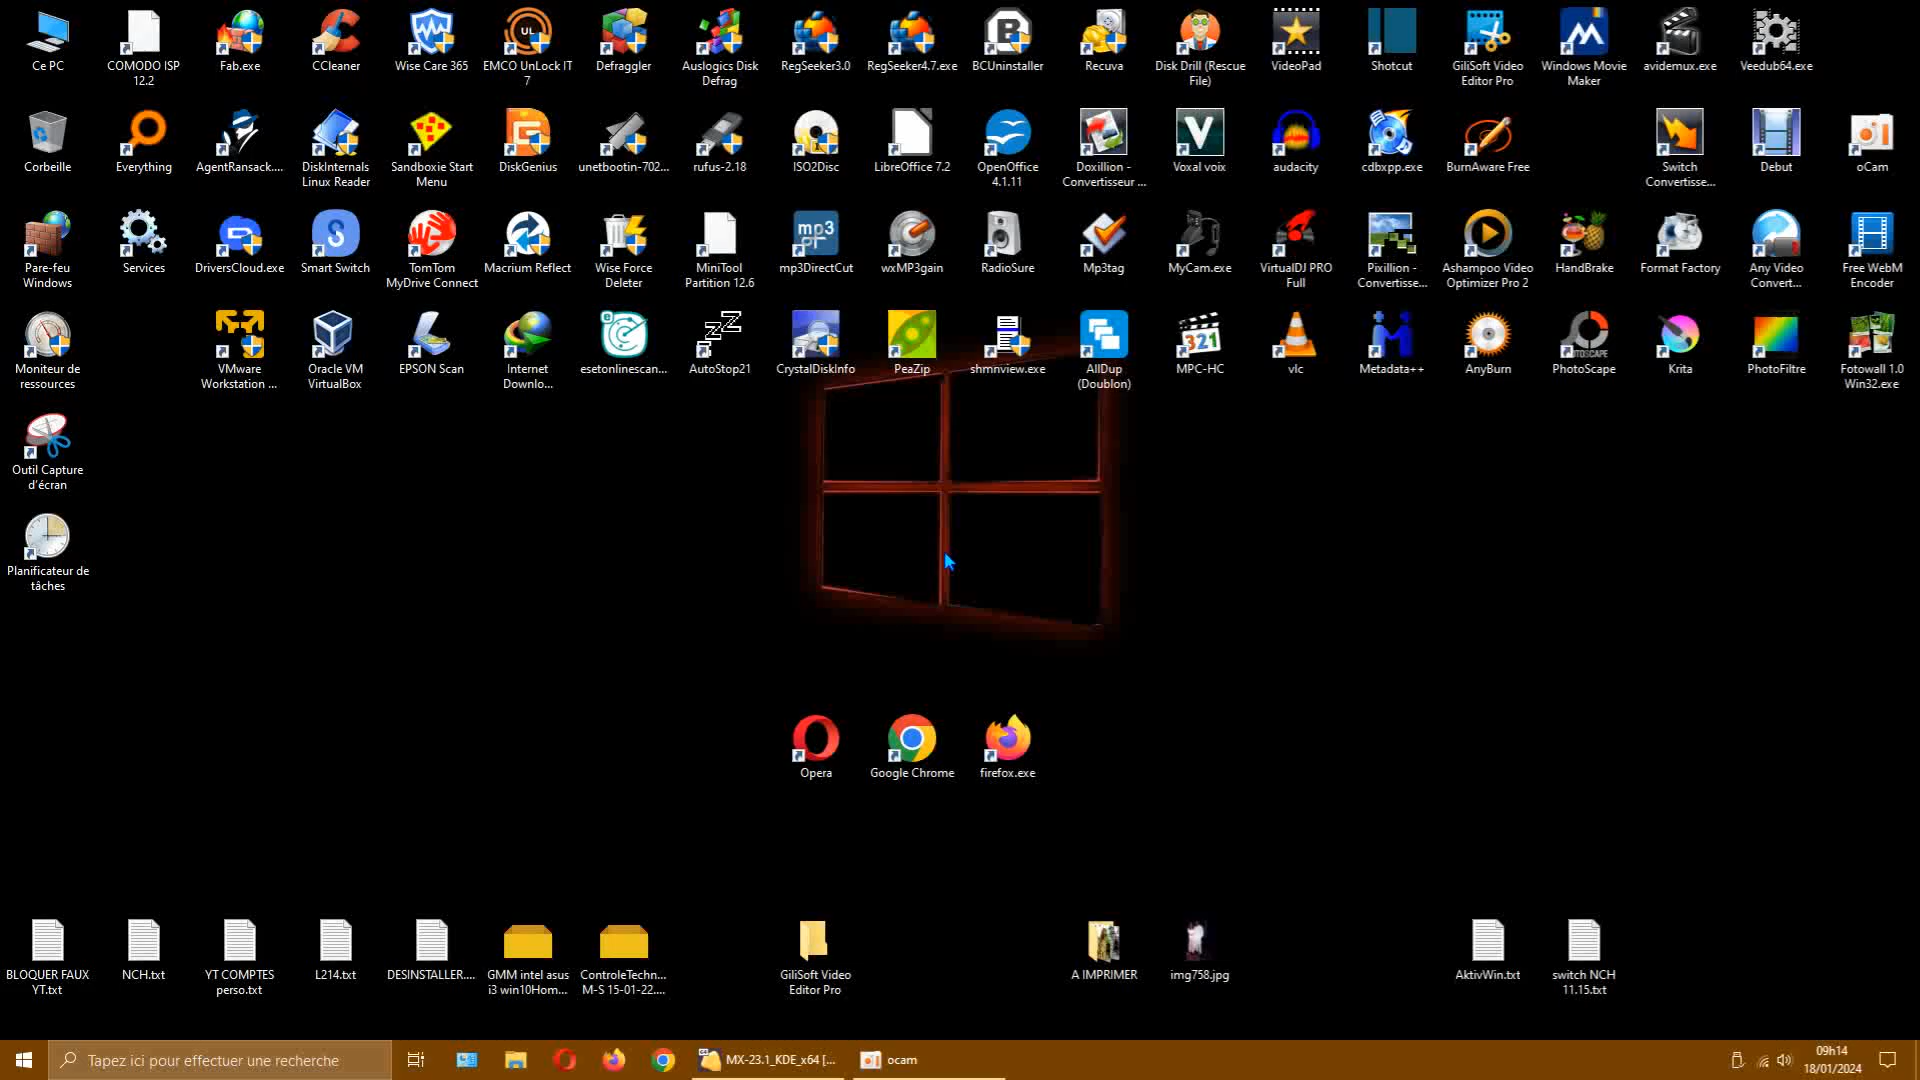 Ce PC
COMODO ISP
12.2
Fab.exe
CCleaner
Wise Care 365
EMCO UnLock IT
7
Defraggler
Auslogics Disk
Defrag
RegSeeker3.0
RegSeeker4.7.exe
BCUninstaller
Recuva
Disk Drill (Rescue
File)
VideoPad
Shotcut
GiliSoft Video
Editor Pro
Windows Movie
Maker
avidemux.exe
Veedub64.exe
Corbeille
Everything
AgentRansack....
DiskInternals
Linux Reader
Sandboxie Start
Menu
DiskGenius
unetbootin-702...
rufus-2.18
ISO2Disc
LibreOffice 7.2
OpenOffice
4.1.11
Doxillion -
Convertisseur ...
Voxal voix
audacity
cdbxpp.exe
BurnAware Free
Switch
Convertisse...
Debut
oCam
Pare-feu
Windows
Services
DriversCloud.exe
Smart Switch
TomTom
MyDrive Connect
Macrium Reflect
Wise Force
Deleter
MiniTool
Partition 12.6
mp3
mp3DirectCut
wxMP3gain
RadioSure
Mp3tag
MyCam.exe
VirtualDJ PRO
Full
Pixillion -
Convertisse...
Ashampoo Video
Optimizer Pro 2
HandBrake
Format Factory
Any Video
Convert...
Free WebM
Encoder
Moniteur de
ressources
VMware
Workstation ...
Oracle VM
VirtualBox
EPSON Scan
Internet
Downlo...
esetonlinescan...
AutoStop21
CrystalDiskInfo
PeaZip
shmnview.exe
AllDup
(Doublon)
321
MPC-HC
vlc
Metadata++
AnyBurn
PhotoScape
Krita
PhotoFiltre
Fotowall 1.0
Win32.exe
Outil Capture
d'écran
Planificateur de
tâches
Opera
Google Chrome
firefox.exe
BLOQUER FAUX
YT.txt
NCH.txt
YT COMPTES
perso.txt
L214.txt
DESINSTALLER....
GMM intel asus
i3 win10Hom...
ControleTechn...
M-S 15-01-22....
GiliSoft Video
Editor Pro
A IMPRIMER
img758.jpg
AktivWin.txt
switch NCH
11.15.txt
Tapez ici pour effectuer une recherche
MX-23.1_KDE_x64 [...
ocam
09h14
18/01/2024